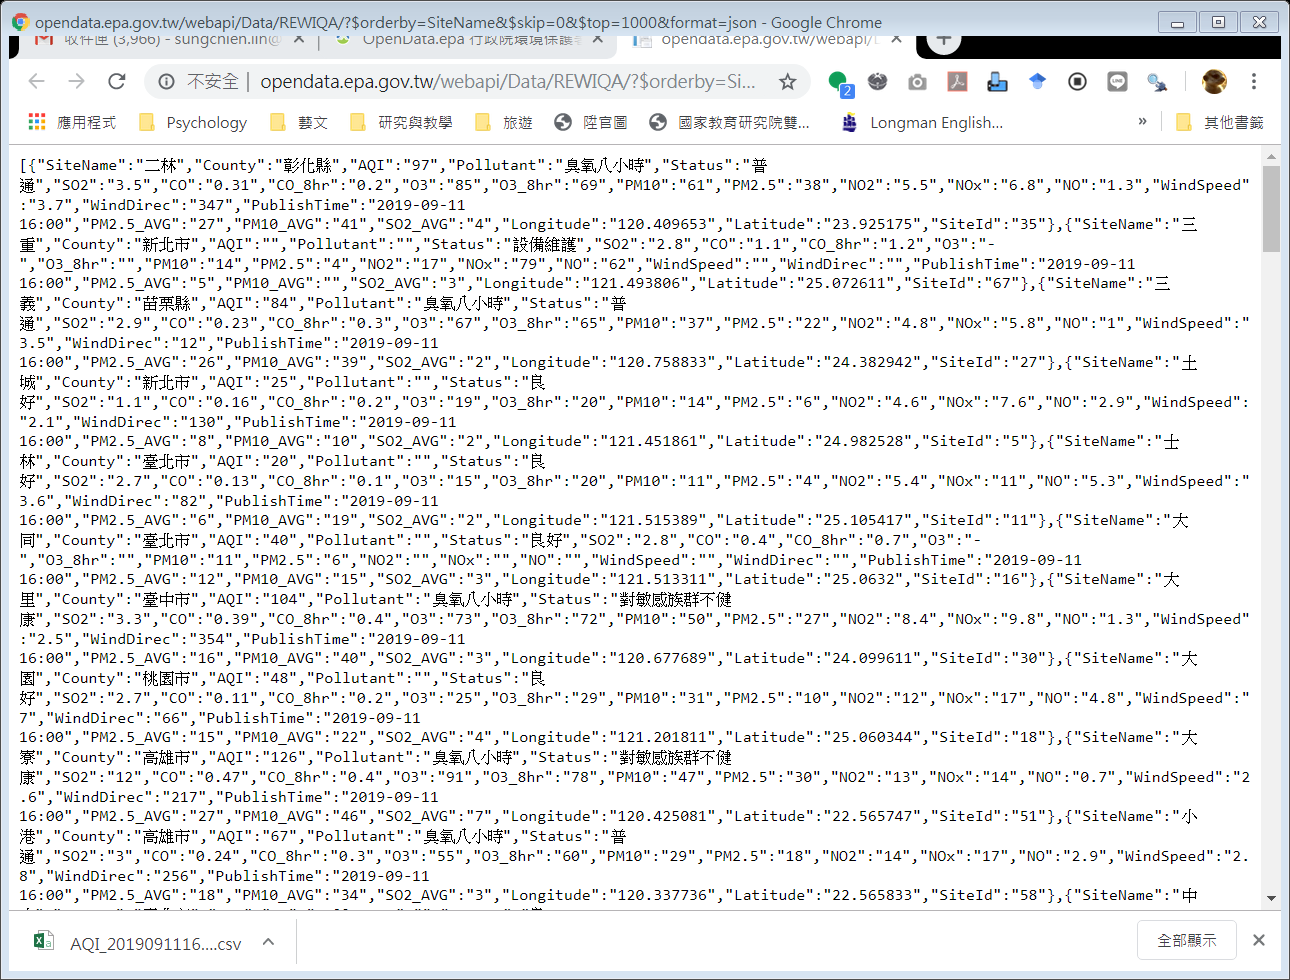 opendata.epa.gov.tw/webapi/Data/REWIQA/?$orderby=SiteName&$skip=0&$top=1000&format=json - Google Chrome
收件匣 (3,966) - sungchien.lin@
OpenData.epa 行政院環境保護
opendata.epa.gov.tw/webapi/
不安全 | opendata.epa.gov.tw/webapi/Data/REWIQA/?$orderby=Si...
2
應用程式 Psychology 藝文 研究與教學 旅遊 陞官圖 國家教育研究院雙... Longman English... » 其他書籤
[{"SiteName":"二林","County":"彰化縣","AQI":"97","Pollutant":"臭氧八小時","Status":"普
通","SO2":"3.5","CO":"0.31","CO_8hr":"0.2","O3":"85","O3_8hr":"69","PM10":"61","PM2.5":"38","NO2":"5.5","NOx":"6.8","NO":"1.3","WindSpeed"
:"3.7","WindDirec":"347","PublishTime":"2019-09-11
16:00","PM2.5_AVG":"27","PM10_AVG":"41","SO2_AVG":"4","Longitude":"120.409653","Latitude":"23.925175","SiteId":"35"},{"SiteName":"三
重","County":"新北市","AQI":"","Pollutant":"","Status":"設備維護","SO2":"2.8","CO":"1.1","CO_8hr":"1.2","O3":"-
","O3_8hr":"","PM10":"14","PM2.5":"4","NO2":"17","NOx":"79","NO":"62","WindSpeed":"","WindDirec":"","PublishTime":"2019-09-11
16:00","PM2.5_AVG":"5","PM10_AVG":"","SO2_AVG":"3","Longitude":"121.493806","Latitude":"25.072611","SiteId":"67"},{"SiteName":"三
義","County":"苗栗縣","AQI":"84","Pollutant":"臭氧八小時","Status":"普
通","SO2":"2.9","CO":"0.23","CO_8hr":"0.3","O3":"67","O3_8hr":"65","PM10":"37","PM2.5":"22","NO2":"4.8","NOx":"5.8","NO":"1","WindSpeed":"
3.5","WindDirec":"12","PublishTime":"2019-09-11
16:00","PM2.5_AVG":"26","PM10_AVG":"39","SO2_AVG":"2","Longitude":"120.758833","Latitude":"24.382942","SiteId":"27"},{"SiteName":"土
城","County":"新北市","AQI":"25","Pollutant":"","Status":"良
好","SO2":"1.1","CO":"0.16","CO_8hr":"0.2","O3":"19","O3_8hr":"20","PM10":"14","PM2.5":"6","NO2":"4.6","NOx":"7.6","NO":"2.9","WindSpeed":
"2.1","WindDirec":"130","PublishTime":"2019-09-11
16:00","PM2.5_AVG":"8","PM10_AVG":"10","SO2_AVG":"2","Longitude":"121.451861","Latitude":"24.982528","SiteId":"5"},{"SiteName":"士
林","County":"臺北市","AQI":"20","Pollutant":"","Status":"良
好","SO2":"2.7","CO":"0.13","CO_8hr":"0.1","O3":"15","O3_8hr":"20","PM10":"11","PM2.5":"4","NO2":"5.4","NOx":"11","NO":"5.3","WindSpeed":"
3.6","WindDirec":"82","PublishTime":"2019-09-11
16:00","PM2.5_AVG":"6","PM10_AVG":"19","SO2_AVG":"2","Longitude":"121.515389","Latitude":"25.105417","SiteId":"11"},{"SiteName":"大
同","County":"臺北市","AQI":"40","Pollutant":"","Status":"良好","SO2":"2.8","CO":"0.4","CO_8hr":"0.7","O3":"-
","O3_8hr":"","PM10":"11","PM2.5":"6","NO2":"","NOx":"","NO":"","WindSpeed":"","WindDirec":"","PublishTime":"2019-09-11
16:00","PM2.5_AVG":"12","PM10_AVG":"15","SO2_AVG":"3","Longitude":"121.513311","Latitude":"25.0632","SiteId":"16"},{"SiteName":"大
里","County":"臺中市","AQI":"104","Pollutant":"臭氧八小時","Status":"對敏感族群不健
康","SO2":"3.3","CO":"0.39","CO_8hr":"0.4","O3":"73","O3_8hr":"72","PM10":"50","PM2.5":"27","NO2":"8.4","NOx":"9.8","NO":"1.3","WindSpeed"
:"2.5","WindDirec":"354","PublishTime":"2019-09-11
16:00","PM2.5_AVG":"16","PM10_AVG":"40","SO2_AVG":"3","Longitude":"120.677689","Latitude":"24.099611","SiteId":"30"},{"SiteName":"大
園","County":"桃園市","AQI":"48","Pollutant":"","Status":"良
好","SO2":"2.7","CO":"0.11","CO_8hr":"0.2","O3":"25","O3_8hr":"29","PM10":"31","PM2.5":"10","NO2":"12","NOx":"17","NO":"4.8","WindSpeed":"
7","WindDirec":"66","PublishTime":"2019-09-11
16:00","PM2.5_AVG":"15","PM10_AVG":"22","SO2_AVG":"4","Longitude":"121.201811","Latitude":"25.060344","SiteId":"18"},{"SiteName":"大
寮","County":"高雄市","AQI":"126","Pollutant":"臭氧八小時","Status":"對敏感族群不健
康","SO2":"12","CO":"0.47","CO_8hr":"0.4","O3":"91","O3_8hr":"78","PM10":"47","PM2.5":"30","NO2":"13","NOx":"14","NO":"0.7","WindSpeed":"2
.6","WindDirec":"217","PublishTime":"2019-09-11
16:00","PM2.5_AVG":"27","PM10_AVG":"46","SO2_AVG":"7","Longitude":"120.425081","Latitude":"22.565747","SiteId":"51"},{"SiteName":"小
港","County":"高雄市","AQI":"67","Pollutant":"臭氧八小時","Status":"普
通","SO2":"3","CO":"0.24","CO_8hr":"0.3","O3":"55","O3_8hr":"60","PM10":"29","PM2.5":"18","NO2":"14","NOx":"17","NO":"2.9","WindSpeed":"2.
8","WindDirec":"256","PublishTime":"2019-09-11
16:00","PM2.5_AVG":"18","PM10_AVG":"34","SO2_AVG":"3","Longitude":"120.337736","Latitude":"22.565833","SiteId":"58"},{"SiteName":"中
AQI_2019091116....csv
全部顯示